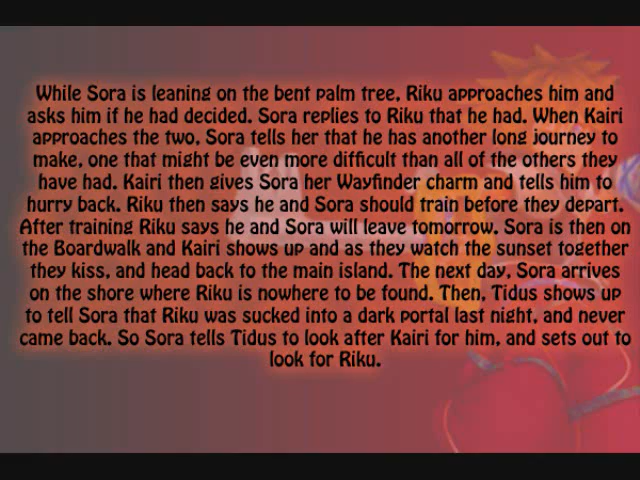 While Sora is leaning on the bent palm tree, Riku approaches him and
asks him if he had decided. Sora replies to Riku that he had. When Kairi
approaches the two, Sora tells her that he has another long journey to
make, one that might be even more difficult than all of the others they
have had. Kairi then gives Sora her Wayfinder charm and tells him to
hurry back. Riku then says he and Sora should train before they depart.
After training Riku says he and Sora will leave tomorrow. Sora is then on
the Boardwalk and Kairi shows up and as they watch the sunset together
they kiss, and head back to the main island. The next day, Sora arrives
on the shore where Riku is nowhere to be found. Then, Tidus shows up
to tell Sora that Riku was sucked into a dark portal last night, and never
came back. So Sora tells Tidus to look after Kairi for him, and sets out to
look for Riku.